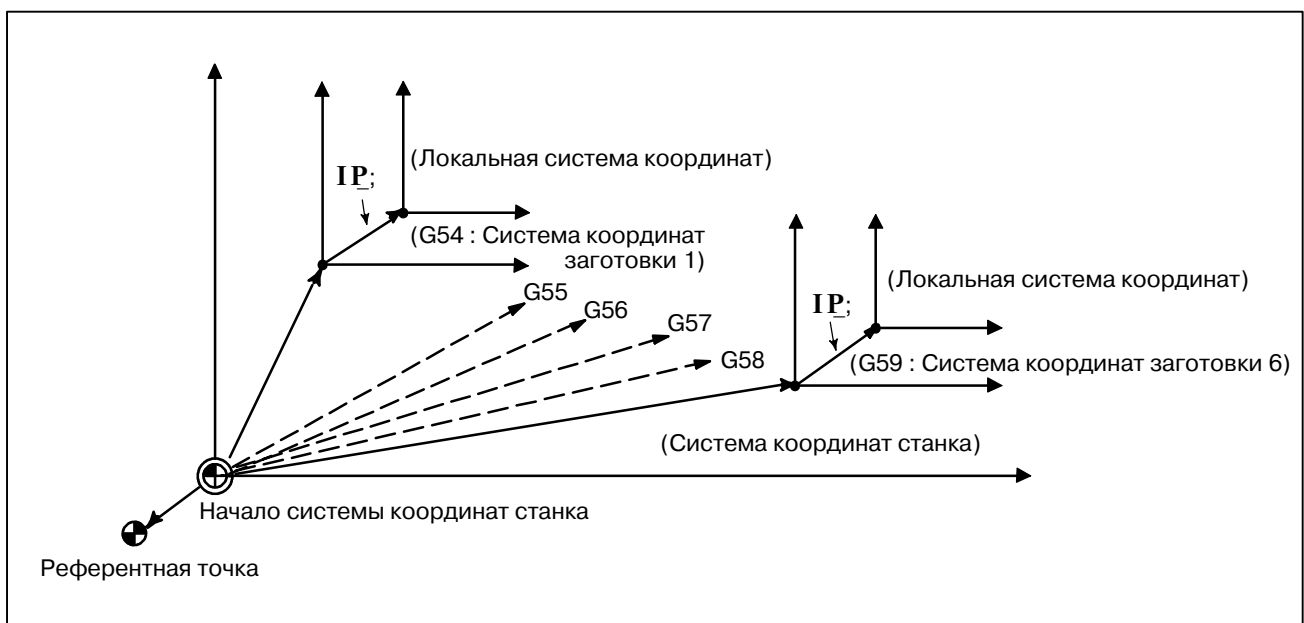 (Локальная система координат)
IP;
(G54 : Система координат
заготовки 1)
G55
G56
G57
G58
(Локальная система координат)
IP;
(G59 : Система координат заготовки 6)
(Система координат станка)
Начало системы координат станка
Референтная точка